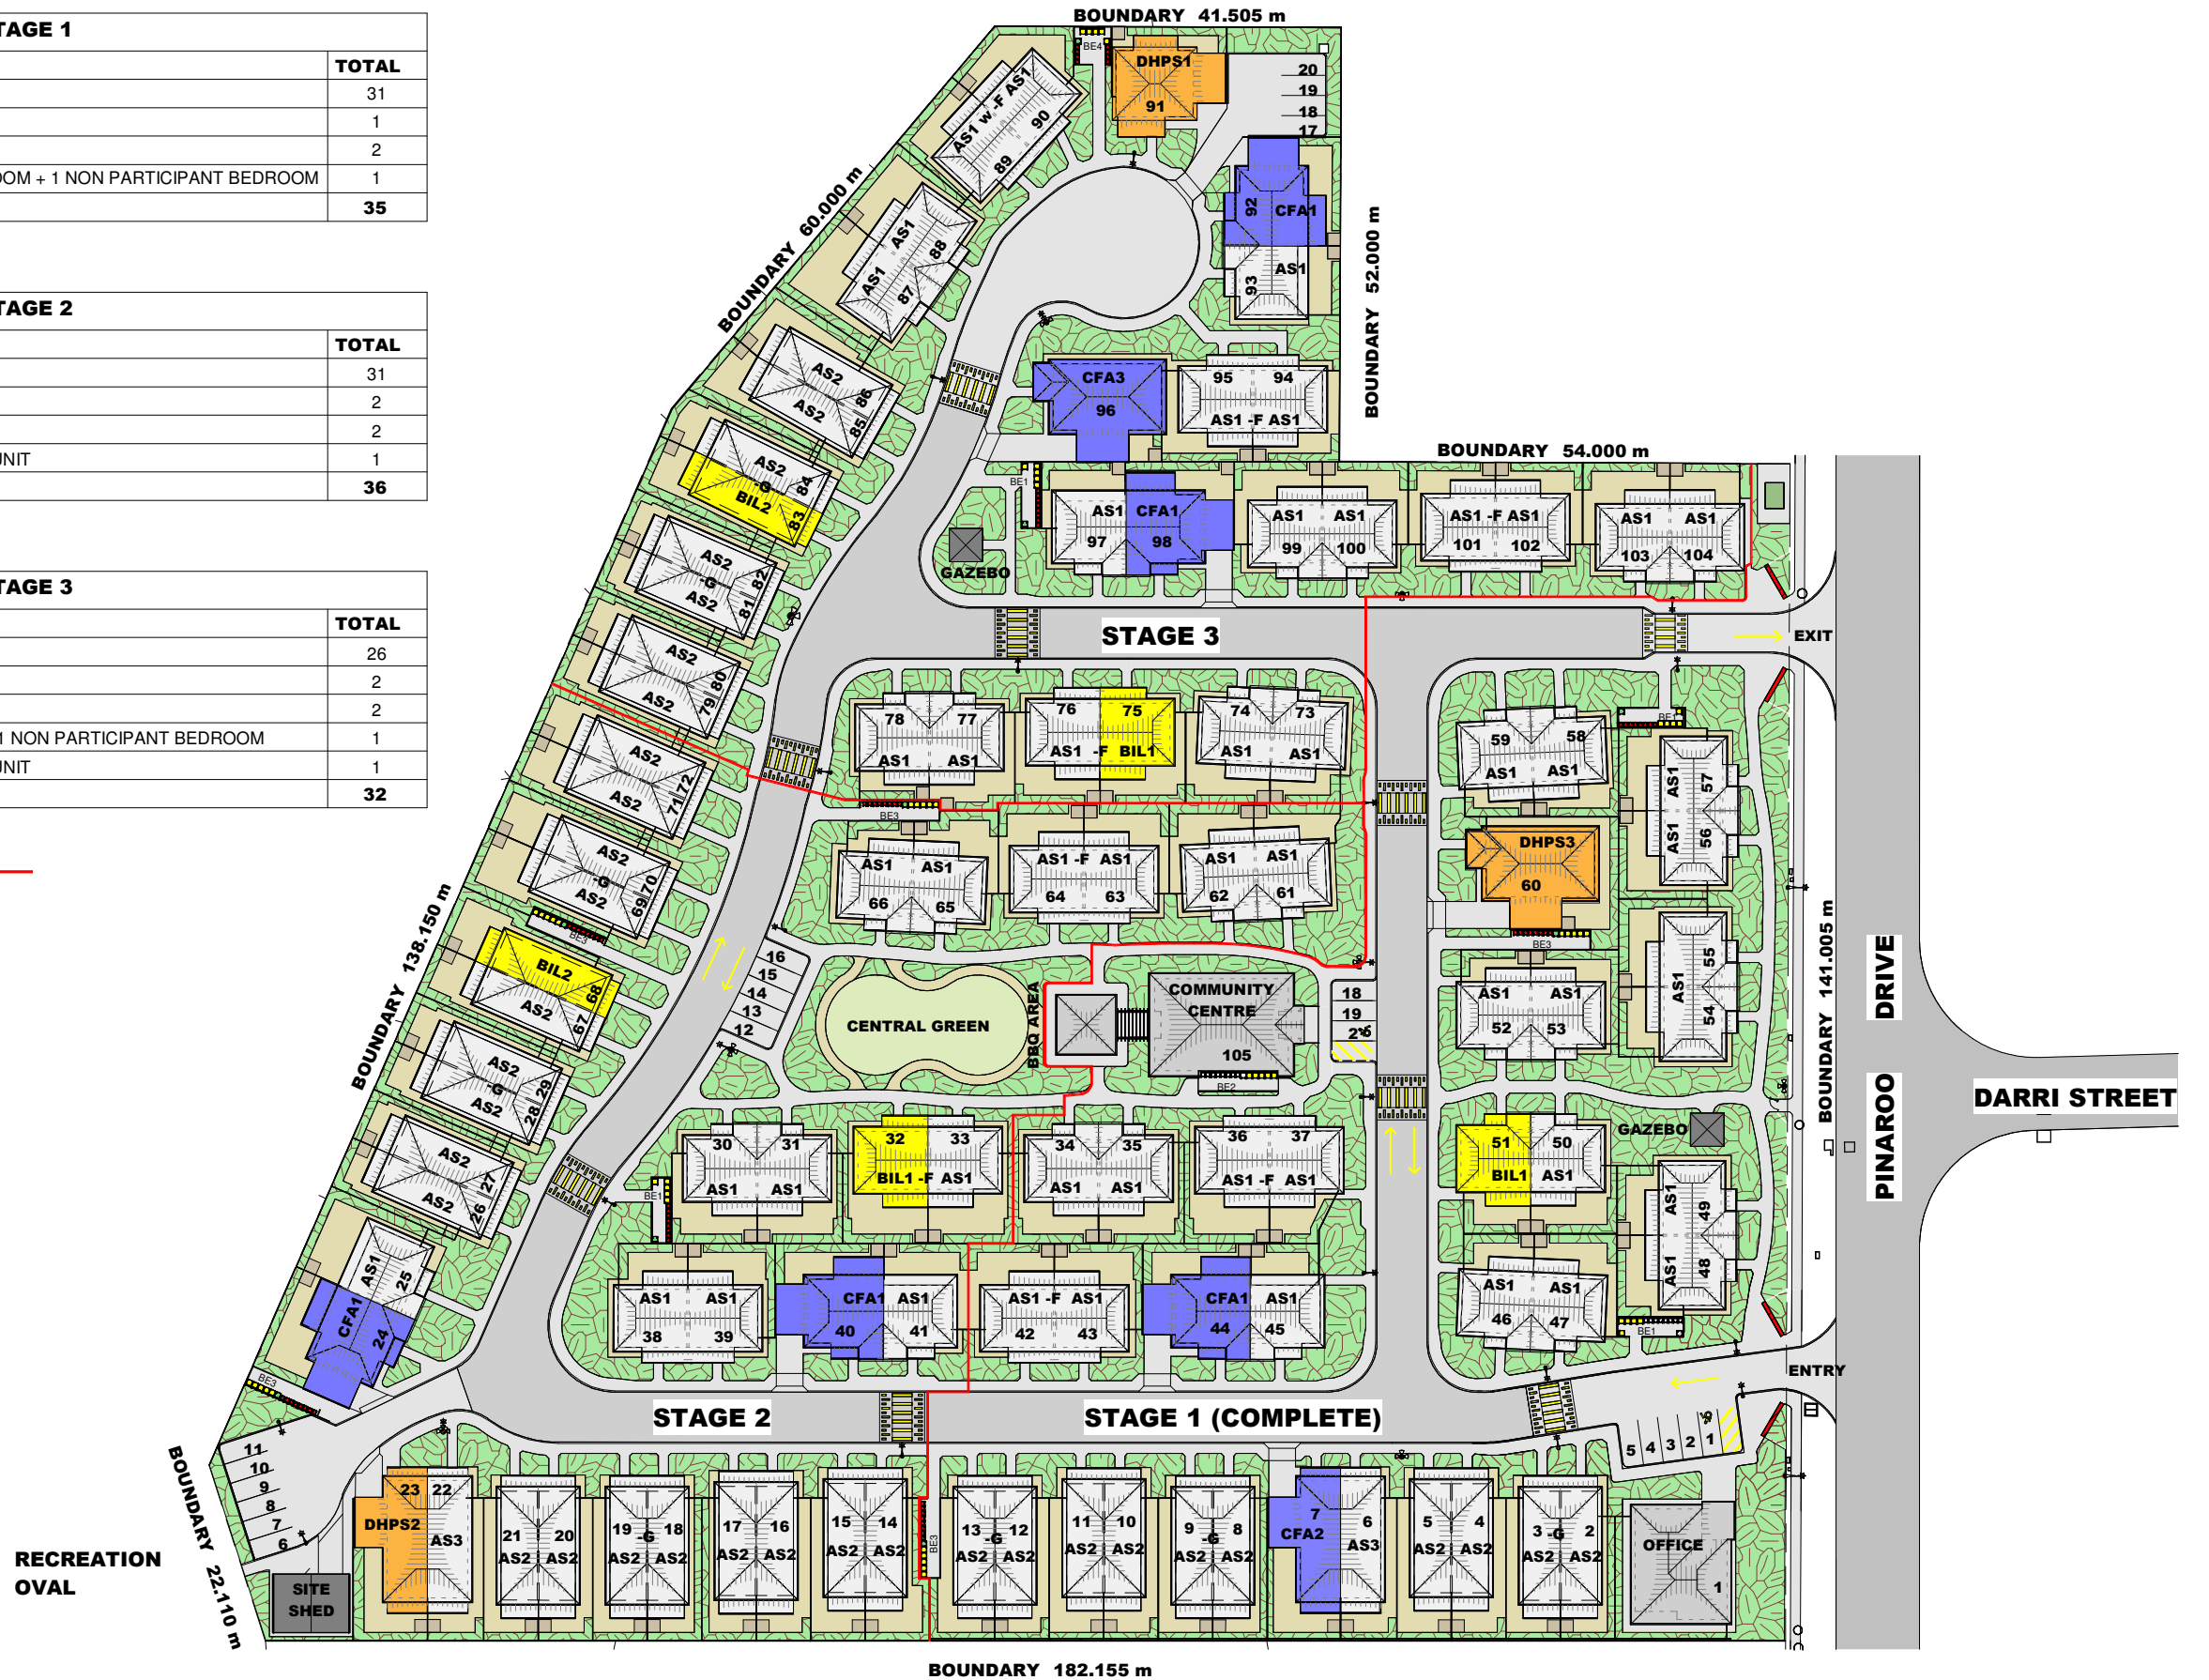 TAGE 1
TOTAL
31
1
2
OOM + 1 NON PARTICIPANT BEDROOM 1
35
TAGE 2
TOTAL
31
2
2
UNIT 1
36
TAGE 3
TOTAL
26
2
2
1 NON PARTICIPANT BEDROOM 1
UNIT 1
32
BOUNDARY 41.505 m
BE4
DHPS1
91
20
19
18
17
AS1 w -F AS1
89 90
BOUNDARY 60.000 m
92 CFA1
93 AS1
BOUNDARY 52.000 m
AS1 AS1
87 88
AS2
AS2
86
85
CFA3
96
95 94
AS1 -F AS1
BOUNDARY 54.000 m
AS2
-G-
BIL2
84
83
BE1
AS1 CFA1
97 98
AS1 AS1
99 100
AS1 -F AS1
101 102
AS1 AS1
103 104
GAZEBO
AS2
-G
AS2
82
81
STAGE 3
EXIT
AS2
AS2
80
79
78 77
AS1 AS1
76 75
AS1 -F BIL1
74 73
AS1 AS1
59 58
AS1 AS1
BE1
AS1 AS1
56 57
AS2
AS2
72
71
BE3
DHPS3
60
BE3
AS2
-G
AS2
70
69
AS1 AS1
66 65
AS1 -F AS1
64 63
AS1 AS1
62 61
BOUNDARY 138.150 m
BE3
BIL2
AS2
68
67
16
15
14
13
12
CENTRAL GREEN
BBQ AREA
COMMUNITY
CENTRE
105
BE2
18
19
2
AS1 AS1
52 53
AS1
54 55
BOUNDARY 141.005 m
PINAROO DRIVE
DARRI STREET
AS2
-G
AS2
29
28
AS2
AS2
27
26
30 31
AS1 AS1
32 33
BIL1 -F AS1
34 35
AS1 AS1
36 37
AS1 -F AS1
51 50
BIL1 AS1
GAZEBO
BE1
AS1 AS1
48 49
AS1
25
CFA1
24
BE3
AS1 AS1
38 39
CFA1 AS1
40 41
AS1 -F AS1
42 43
CFA1 AS1
44 45
AS1 AS1
46 47
BE1
ENTRY
STAGE 2
STAGE 1 (COMPLETE)
5 4 3 2 1
11
10
9
8
7
6
BOUNDARY 22.110 m
RECREATION
OVAL
SITE
SHED
23 22
DHPS2 AS3
21 20
AS2 AS2
19 -G 18
AS2 AS2
17 16
AS2 AS2
15 14
AS2 AS2
BE3
13 -G 12
AS2 AS2
11 10
AS2 AS2
9 -G 8
AS2 AS2
7 6
CFA2 AS3
5 4
AS2 AS2
3 -G 2
AS2 AS2
OFFICE
1
BOUNDARY 182.155 m